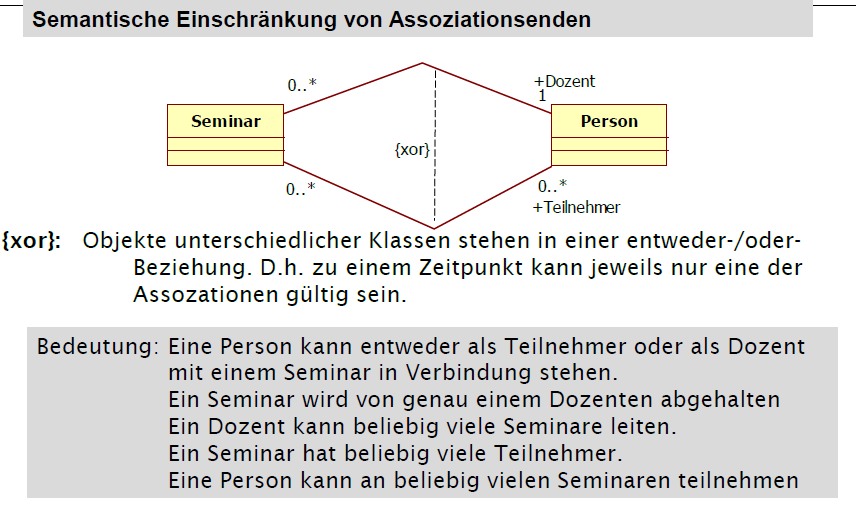 Semantische Einschränkung von Assoziationsenden
0..*
+Dozent
1
Seminar
Person
{xor}
0..*
0..*
+Teilnehmer
{xor}: Objekte unterschiedlicher Klassen stehen in einer entweder-/oder-
Beziehung. D.h. zu einem Zeitpunkt kann jeweils nur eine der
Assozationen gültig sein.
Bedeutung: Eine Person kann entweder als Teilnehmer oder als Dozent
mit einem Seminar in Verbindung stehen.
Ein Seminar wird von genau einem Dozenten abgehalten
Ein Dozent kann beliebig viele Seminare leiten.
Ein Seminar hat beliebig viele Teilnehmer.
Eine Person kann an beliebig vielen Seminaren teilnehmen